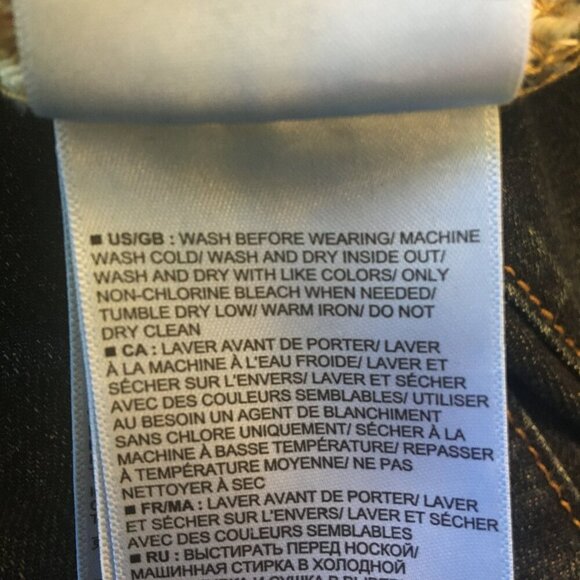 ■ US/GB : WASH BEFORE WEARING/ MACHINE
WASH COLD/ WASH AND DRY INSIDE OUT/
WASH AND DRY WITH LIKE COLORS/ ONLY
NON-CHLORINE BLEACH WHEN NEEDED/
TUMBLE DRY LOW/ WARM IRON/ DO NOT
DRY CLEAN
■ CA : LAVER AVANT DE PORTER/ LAVER
À LA MACHINE À L'EAU FROIDE/ LAVER ET
SÉCHER SUR L'ENVERS/ LAVER ET SÉCHER
AVEC DES COULEURS SEMBLABLES/ UTILISER
AU BESOIN UN AGENT DE BLANCHIMENT
SANS CHLORE UNIQUEMENT/ SÉCHER À LA
MACHINE À BASSE TEMPÉRATURE/ REPASSER
À TEMPÉRATURE MOYENNE/ NE PAS
NETTOYER À SEC
■ FR/MA : LAVER AVANT DE PORTER/ LAVER
ET SÉCHER SUR L'ENVERS/ LAVER ET SÉCHER
AVEC DES COULEURS SEMBLABLES
■ RU : ВЫСТИРАТЬ ПЕРЕД НОСКОЙ/
МАШИННАЯ СТИРКА В ХОЛОДНОЙ